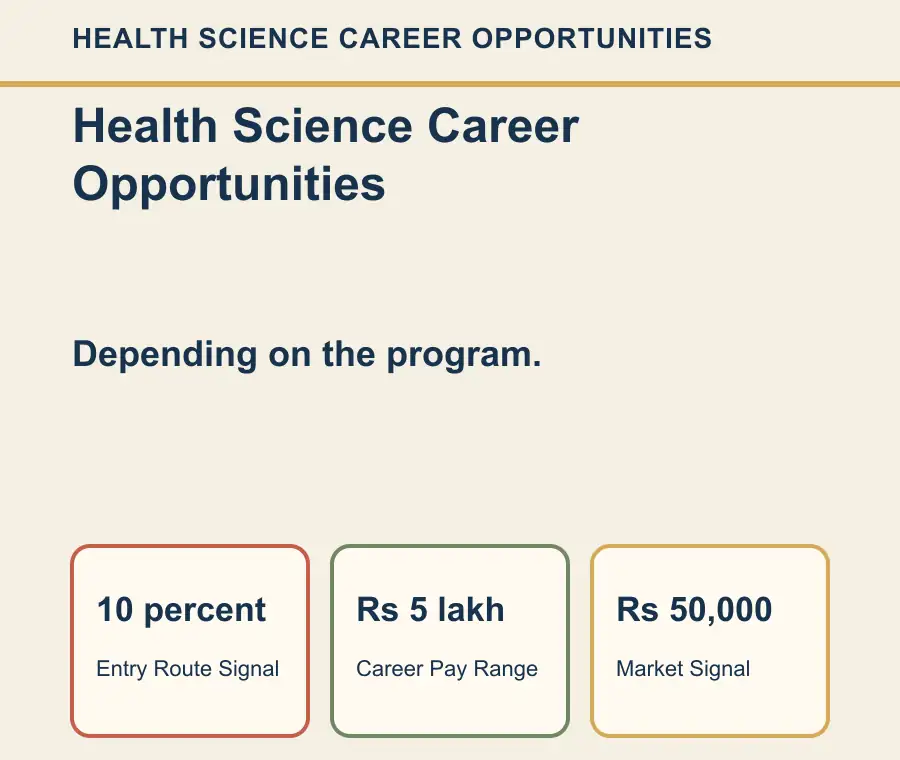 HEALTH SCIENCE CAREER OPPORTUNITIES
Health Science Career
Opportunities
Depending on the program.
10 percent
Entry Route Signal
Rs 5 lakh
Career Pay Range
Rs 50,000
Market Signal